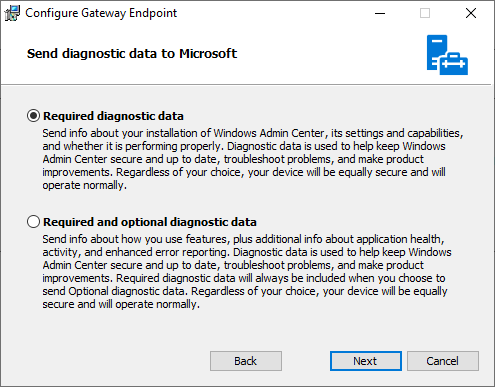 Configure Gateway Endpoint
Send diagnostic data to Microsoft
Required diagnostic data
Send info about your installation of Windows Admin Center, its settings and capabilities,
and whether it is performing properly. Diagnostic data is used to help keep Windows
Admin Center secure and up to date, troubleshoot problems, and make product
improvements. Regardless of your choice, your device will be equally secure and will
operate normally.
Required and optional diagnostic data
Send info about how you use features, plus additional info about application health,
activity, and enhanced error reporting. Diagnostic data is used to help keep Windows
Admin Center secure and up to date, troubleshoot problems, and make product
improvements. Required diagnostic data will always be included when you choose to
send Optional diagnostic data. Regardless of your choice, your device will be equally
secure and will operate normally.
Back Next Cancel